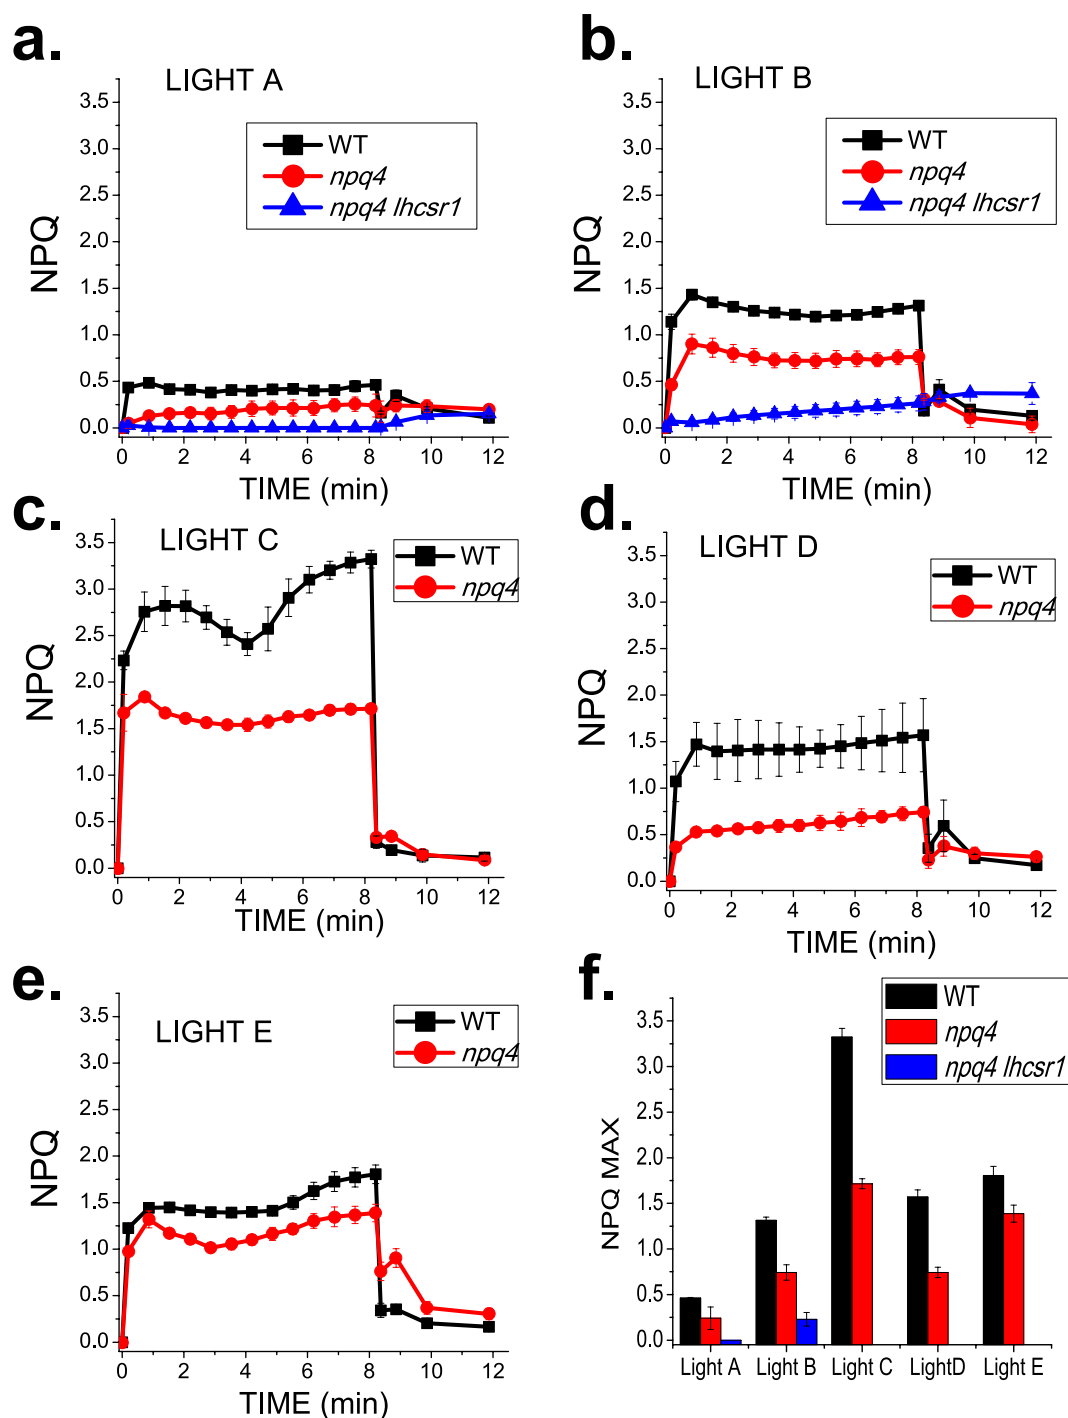 a.
LIGHT A
3.5
3.0
2.5
2.0
1.5
1.0
0.5
0.0
NPQ
WT
npq4
npq4 lhcsr1
0 2 4 6 8 10 12
TIME (min)
b.
LIGHT B
3.5
3.0
2.5
2.0
1.5
1.0
0.5
0.0
NPQ
WT
npq4
npq4 lhcsr1
0 2 4 6 8 10 12
TIME (min)
c.
LIGHT C
3.5
3.0
2.5
2.0
1.5
1.0
0.5
0.0
NPQ
WT
npq4
0 2 4 6 8 10 12
TIME (min)
d.
LIGHT D
3.5
3.0
2.5
2.0
1.5
1.0
0.5
0.0
NPQ
WT
npq4
0 2 4 6 8 10 12
TIME (min)
e.
LIGHT E
3.5
3.0
2.5
2.0
1.5
1.0
0.5
0.0
NPQ
WT
npq4
0 2 4 6 8 10 12
TIME (min)
f.
WT
npq4
npq4 lhcsr1
3.5
3.0
2.5
2.0
1.5
1.0
0.5
0.0
NPQ MAX
Light A Light B Light C LightD Light E